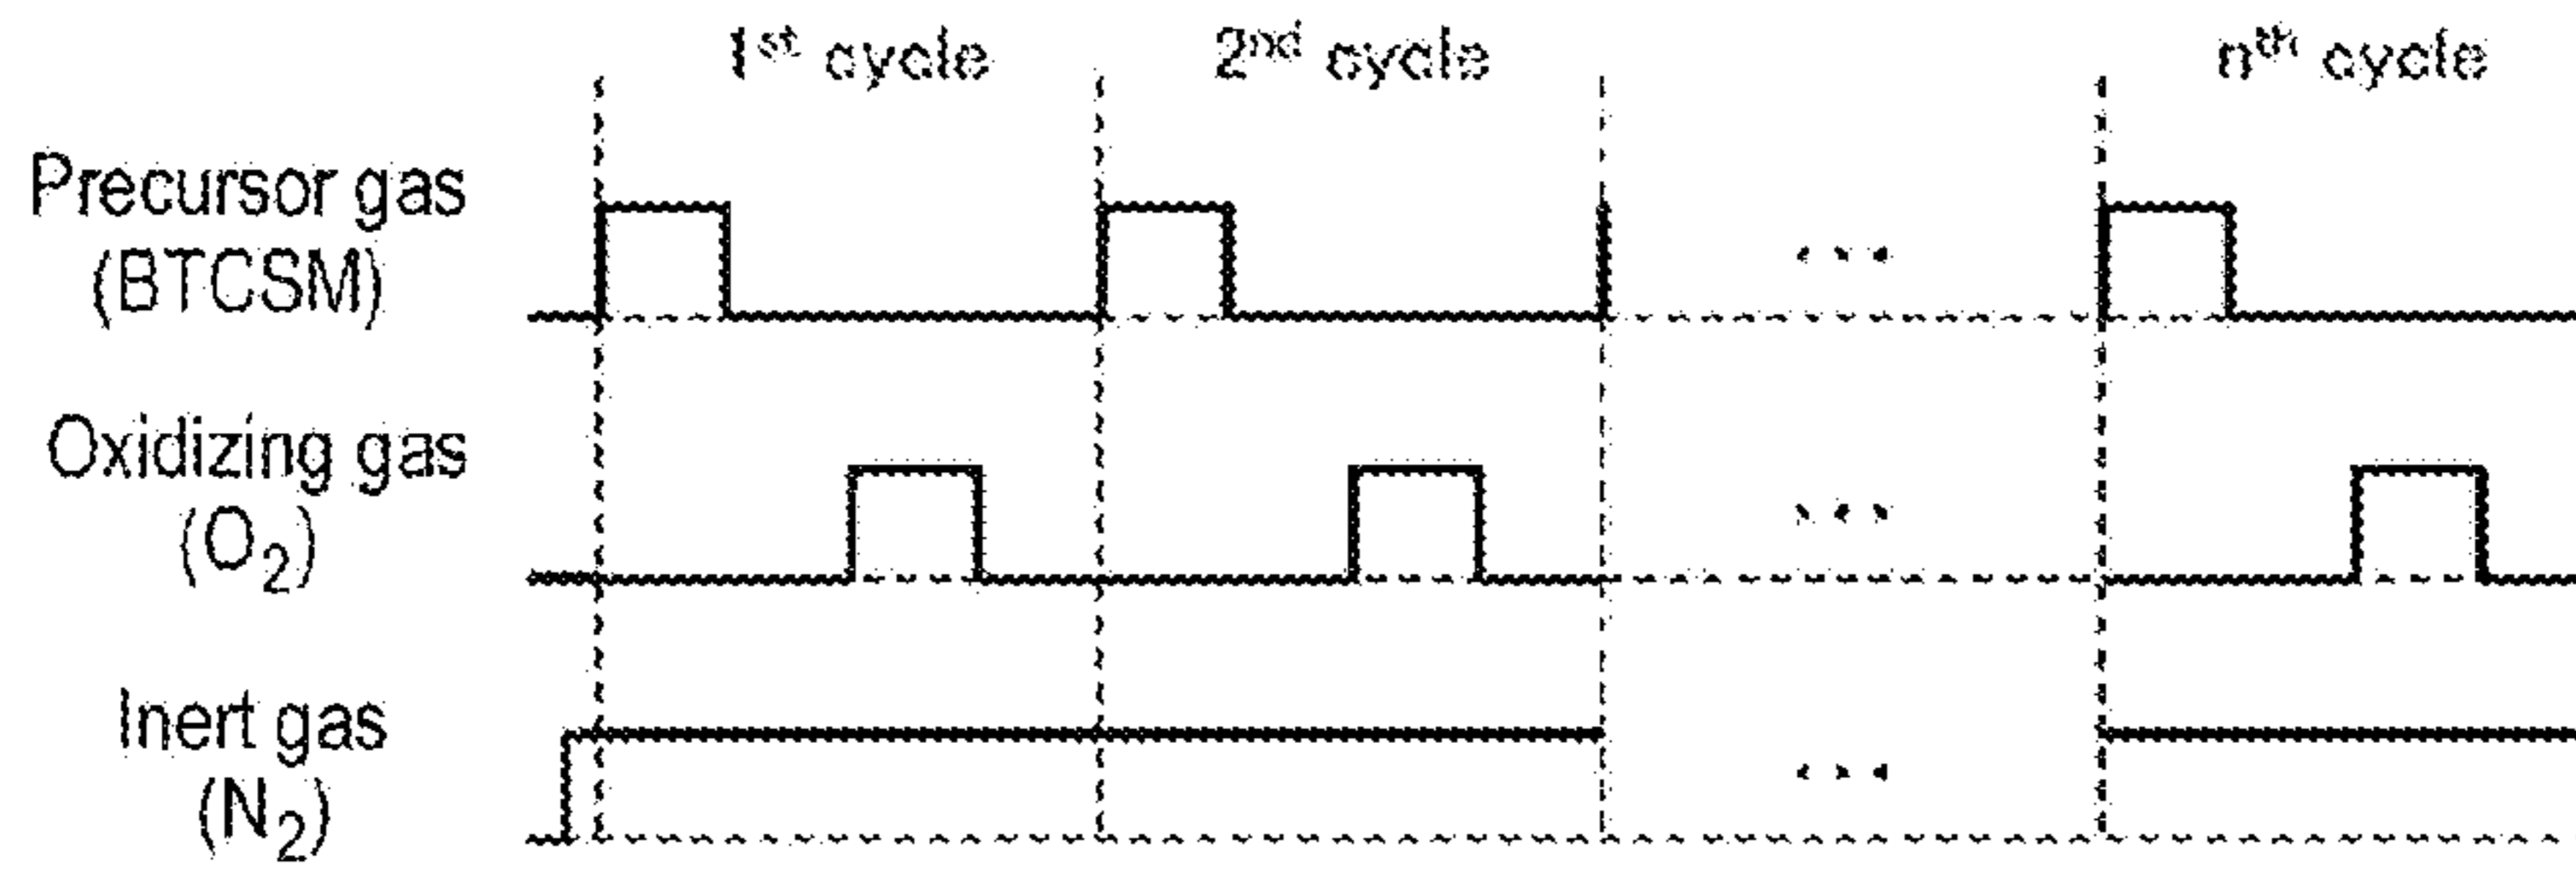 1st cycle 2nd cycle nth cycle
Precursor gas
(BTCSM)
Oxidizing gas
(O2)
Inert gas
(N2)